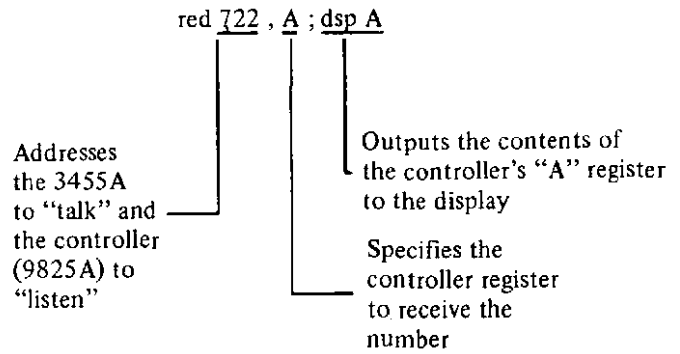 red 722 , A ; dsp A
Addresses
the 3455A
to “talk” and
the controller
(9825A) to
“listen”
Outputs the contents of
the controller’s “A” register
to the display
Specifies the
controller register
to receive the
number